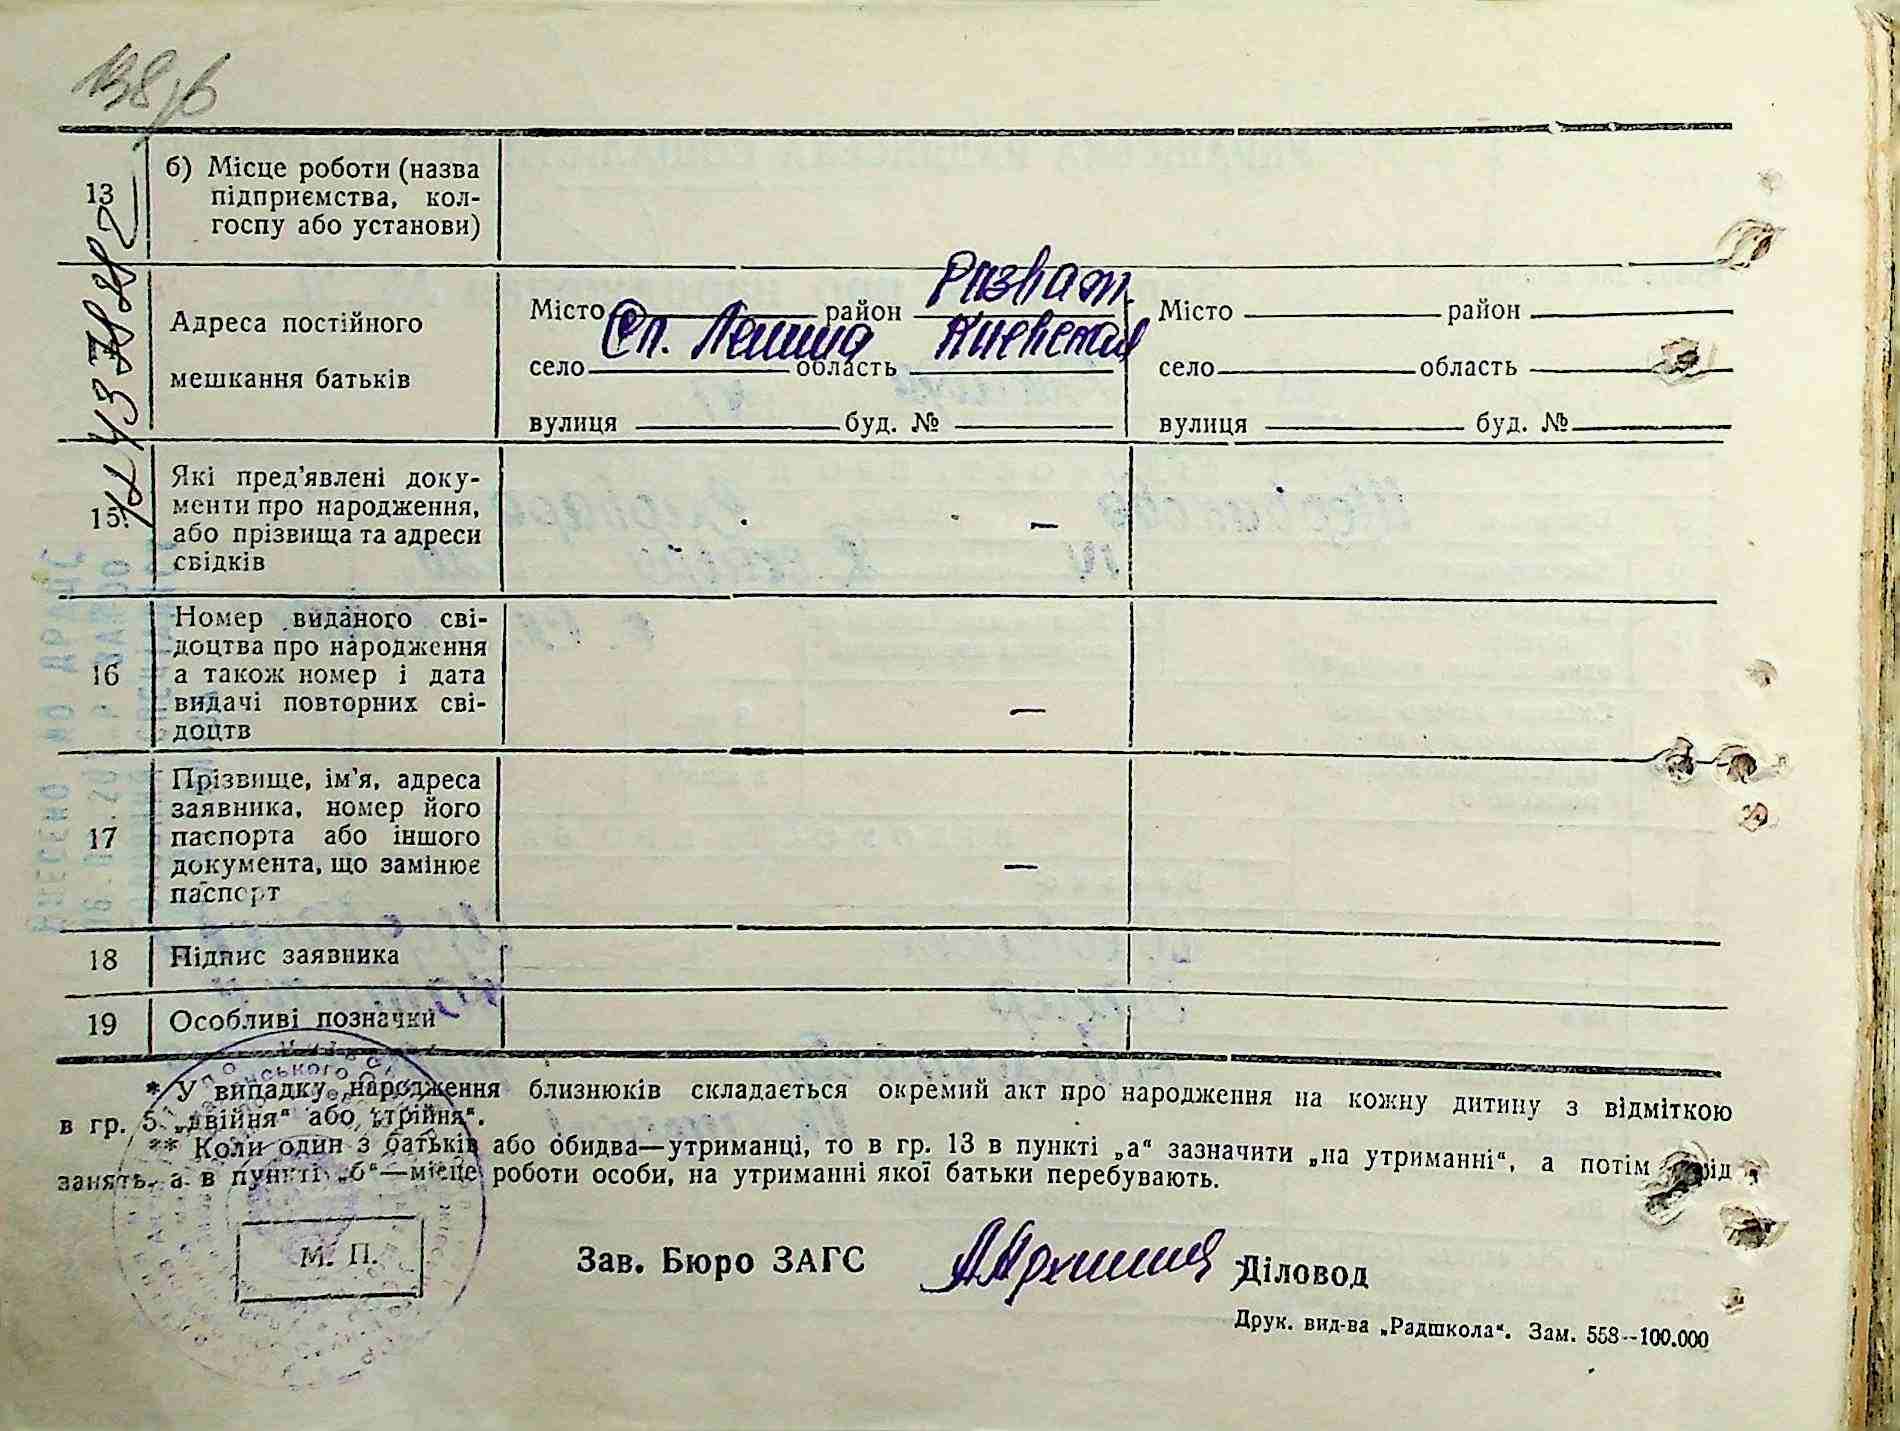 138 зв
13
б) Місце роботи (назва
підприємства, кол-
госпу або установи)
Адреса постійного
мешкання батьків
Розваж.
Місто район
Сл. Леніна Киевская
село область
вулиця буд. №
Місто район
село область
вулиця буд. №
15
Які пред'явлені доку-
менти про народження,
або прізвища та адреси
свідків
—
16
Номер виданого сві-
доцтва про народження
а також номер і дата
видачі повторних сві-
доцтв
—
17
Прізвище, ім'я, адреса
заявника, номер його
паспорта або іншого
документа, що замінює
паспорт
—
18 Підпис заявника
19 Особливі позначки
* У випадку народження близнюків складається окремий акт про народження на кожну дитину з відміткою
в гр. 5 „двійня“ або „трійня“.
** Коли один з батьків або обидва—утриманці, то в гр. 13 в пункті „а“ зазначити „на утриманні“, а потім рід
занять, а в пункті „б“—місце роботи особи, на утриманні якої батьки перебувають.
М. П.
Зав. Бюро ЗАГС Діловод
Друк. вид-ва „Радшкола“. Зам. 558—100.000